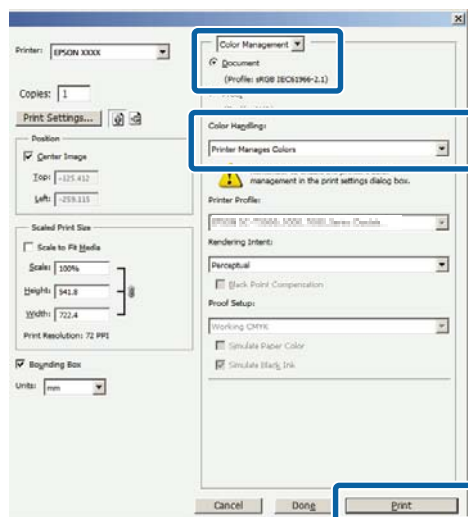 Printer: EPSON XXXX
Copies: 1
Print Settings...
Position
Center Image
Top: -125.412
Left: -259.115
Scaled Print Size
Scale to Fit Media
Scale: 100%
Height: 541.8
Width: 722.4
Print Resolution: 72 PPI
Bounding Box
Units: mm
Color Management
Document
(Profile: sRGB IEC61966-2.1)
Color Handling:
Printer Manages Colors
management in the print settings dialog box.
Printer Profile:
Rendering Intent:
Perceptual
Black Point Compensation
Proof Setup:
Working CMYK
Simulate Paper Color
Simulate Black Ink
Cancel
Done
Print